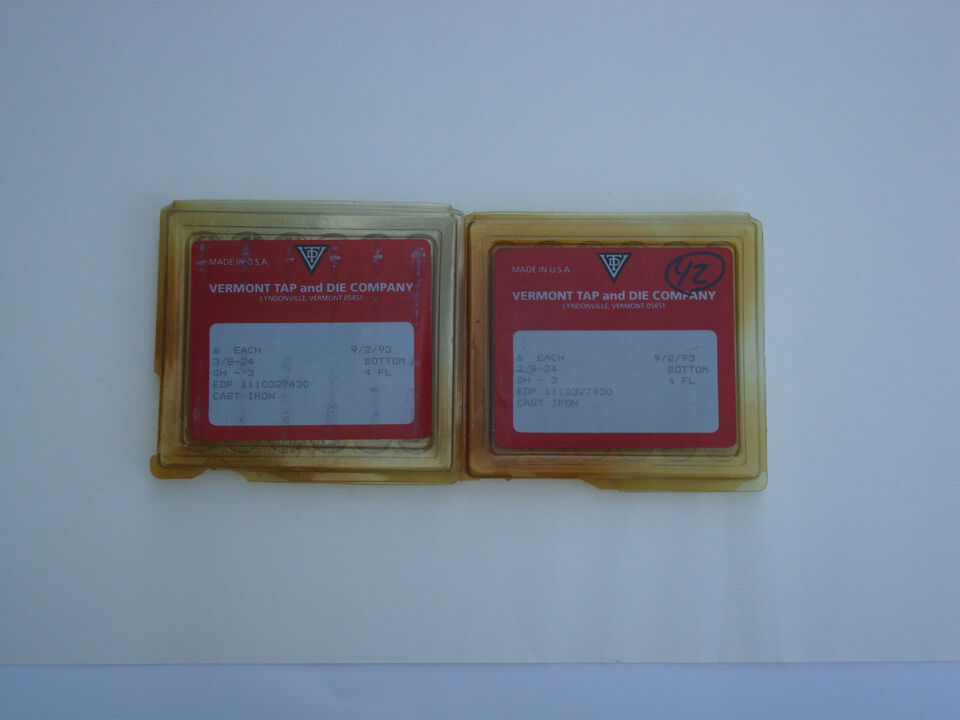 MADE IN U.S.A.
VTD
VERMONT TAP and DIE COMPANY
LYNDONVILLE, VERMONT 05851
6 EACH 9/2/93
3/8-24 BOTTOM
GH - 3 4 FL
EDP 1110327430
CAST IRON
MADE IN U.S.A.
VTD
42
VERMONT TAP and DIE COMPANY
LYNDONVILLE, VERMONT 05851
6 EACH 9/2/93
3/8-24 BOTTOM
GH - 3 4 FL
EDP 1110327430
CAST IRON